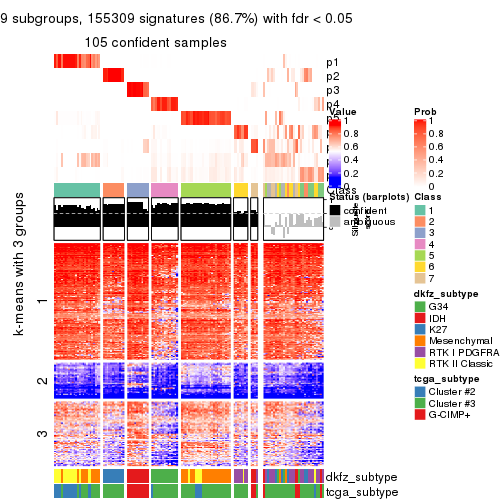 9 subgroups, 155309 signatures (86.7%) with fdr < 0.05
105 confident samples
p1
p2
p3
p4
Class
k-means with 3 groups
1
2
3
dkfz_subtype
tcga_subtype
Value
1
0.8
0.6
0.4
0.2
0
Status (barplots)
confident
ambiguous
Prob
1
0.8
0.6
0.4
0.2
0
Class
1
2
3
4
5
6
7
dkfz_subtype
G34
IDH
K27
Mesenchymal
RTK I PDGFRA
RTK II Classic
tcga_subtype
Cluster #2
Cluster #3
G-CIMP+